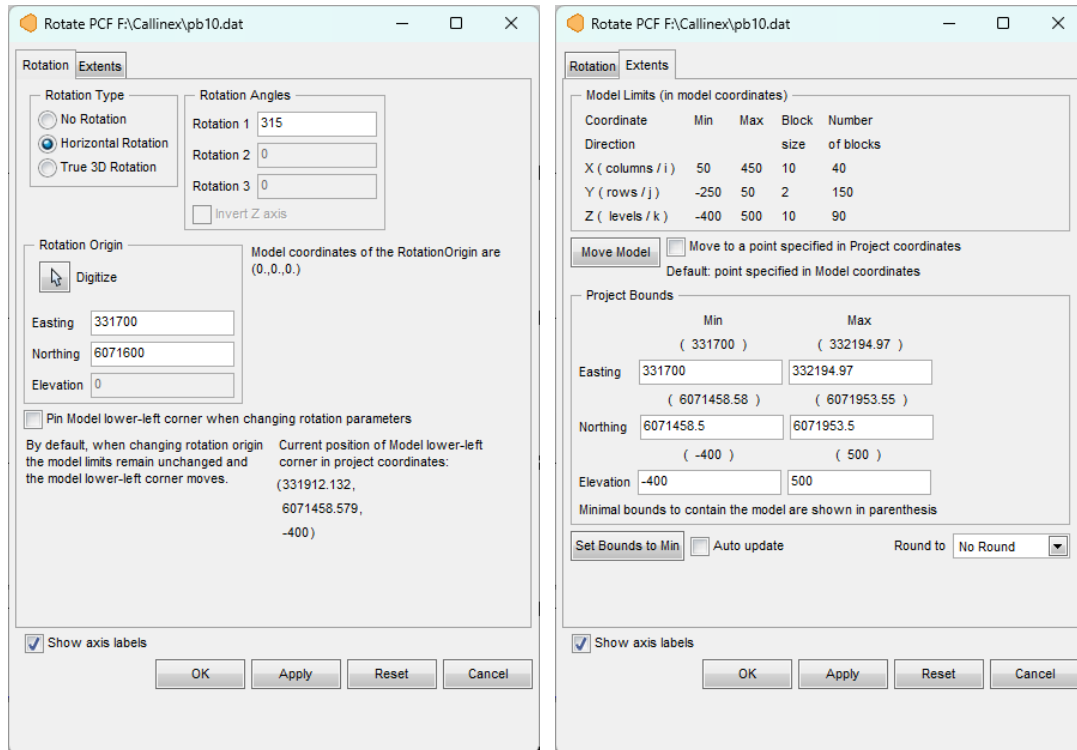 Rotate PCF F:\Callinex\pb10.dat
Rotation Extents
Rotation Type
No Rotation
Horizontal Rotation
True 3D Rotation
Rotation Angles
Rotation 1 315
Rotation 2 0
Rotation 3 0
Invert Z axis
Rotation Origin
Digitize
Easting 331700
Northing 6071600
Elevation 0
Model coordinates of the RotationOrigin are
(0.,0.,0.)
Pin Model lower-left corner when changing rotation parameters
By default, when changing rotation origin
the model limits remain unchanged and
the model lower-left corner moves.
Current position of Model lower-left
corner in project coordinates:
(331912.132,
6071458.579,
-400)
Show axis labels
OK Apply Reset Cancel
Rotate PCF F:\Callinex\pb10.dat
Rotation Extents
Model Limits (in model coordinates)
Coordinate Min Max Block Number
Direction size of blocks
X ( columns / i ) 50 450 10 40
Y ( rows / j ) -250 50 2 150
Z ( levels / k ) -400 500 10 90
Move Model Move to a point specified in Project coordinates
Default: point specified in Model coordinates
Project Bounds
Min Max
( 331700 ) ( 332194.97 )
Easting 331700 332194.97
( 6071458.58 ) ( 6071953.55 )
Northing 6071458.5 6071953.5
( -400 ) ( 500 )
Elevation -400 500
Minimal bounds to contain the model are shown in parenthesis
Set Bounds to Min Auto update Round to No Round
Show axis labels
OK Apply Reset Cancel